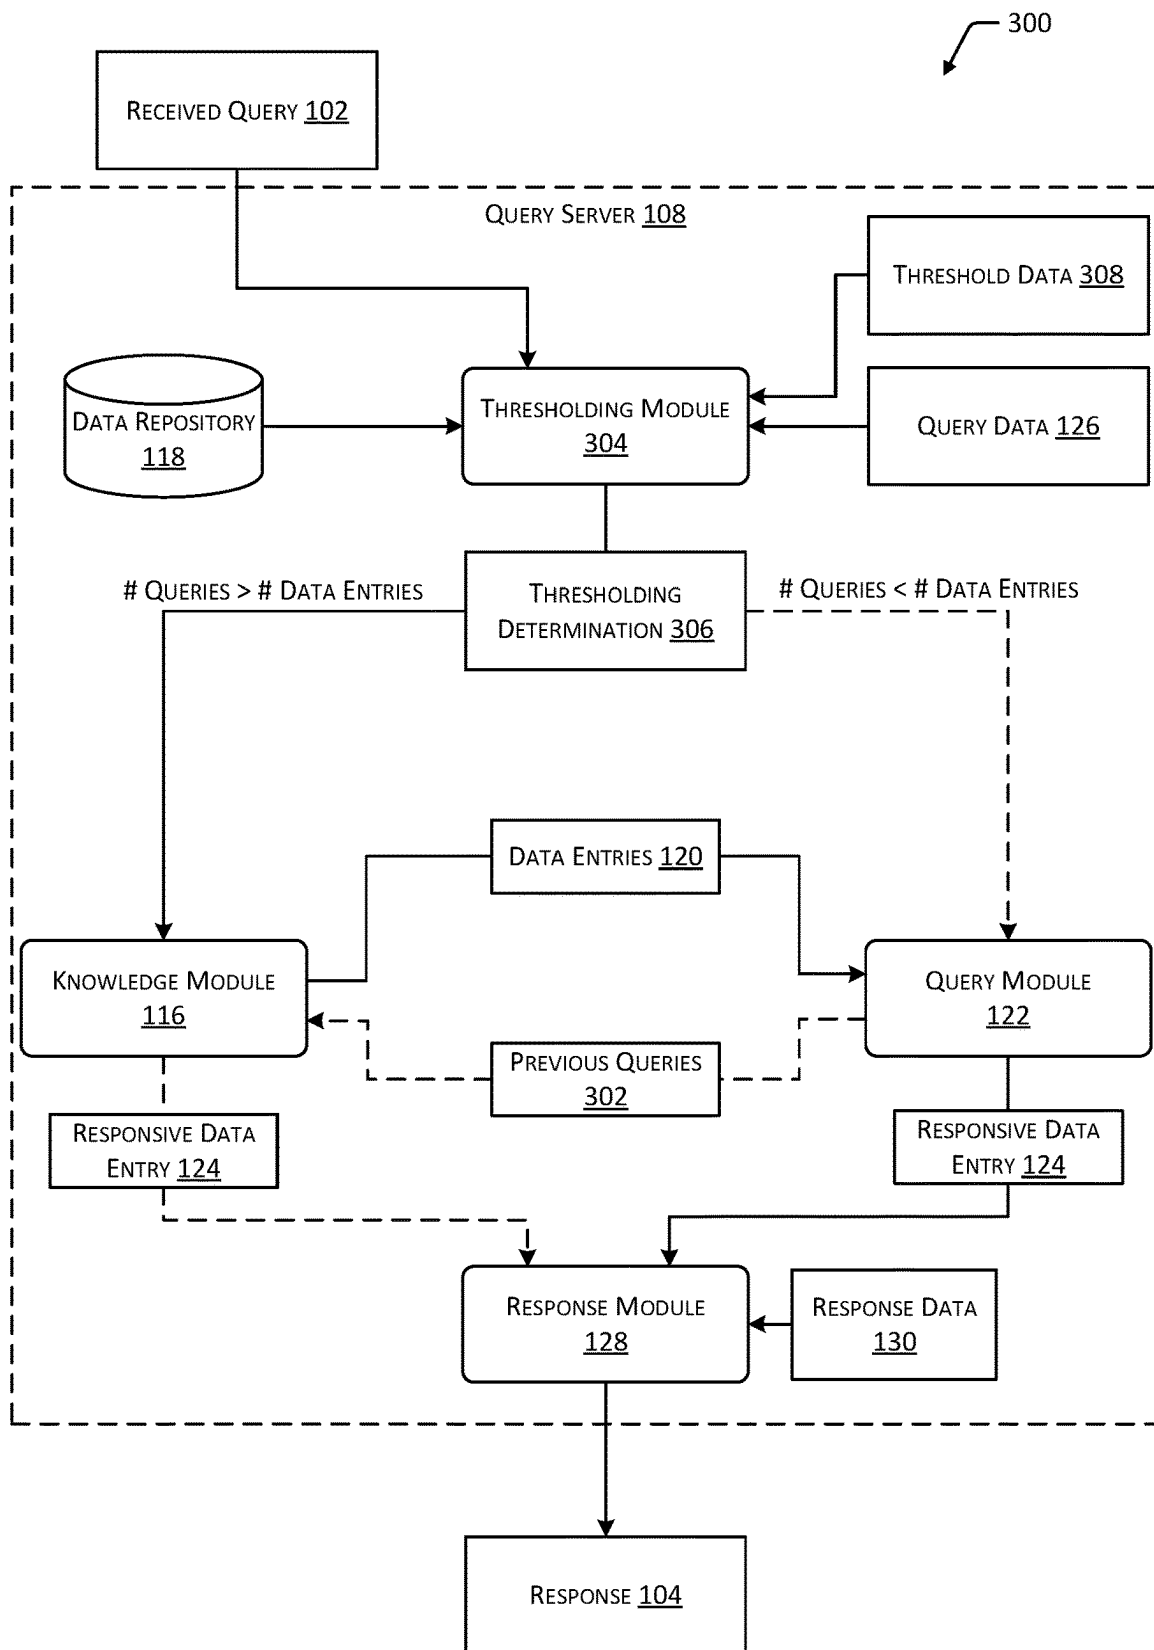 300
Received Query 102
Query Server 108
Threshold Data 308
Data Repository
118
Thresholding Module
304
Query Data 126
# Queries > # Data Entries
Thresholding
Determination 306
# Queries < # Data Entries
Data Entries 120
Knowledge Module
116
Query Module
122
Previous Queries
302
Responsive Data
Entry 124
Responsive Data
Entry 124
Response Module
128
Response Data
130
Response 104